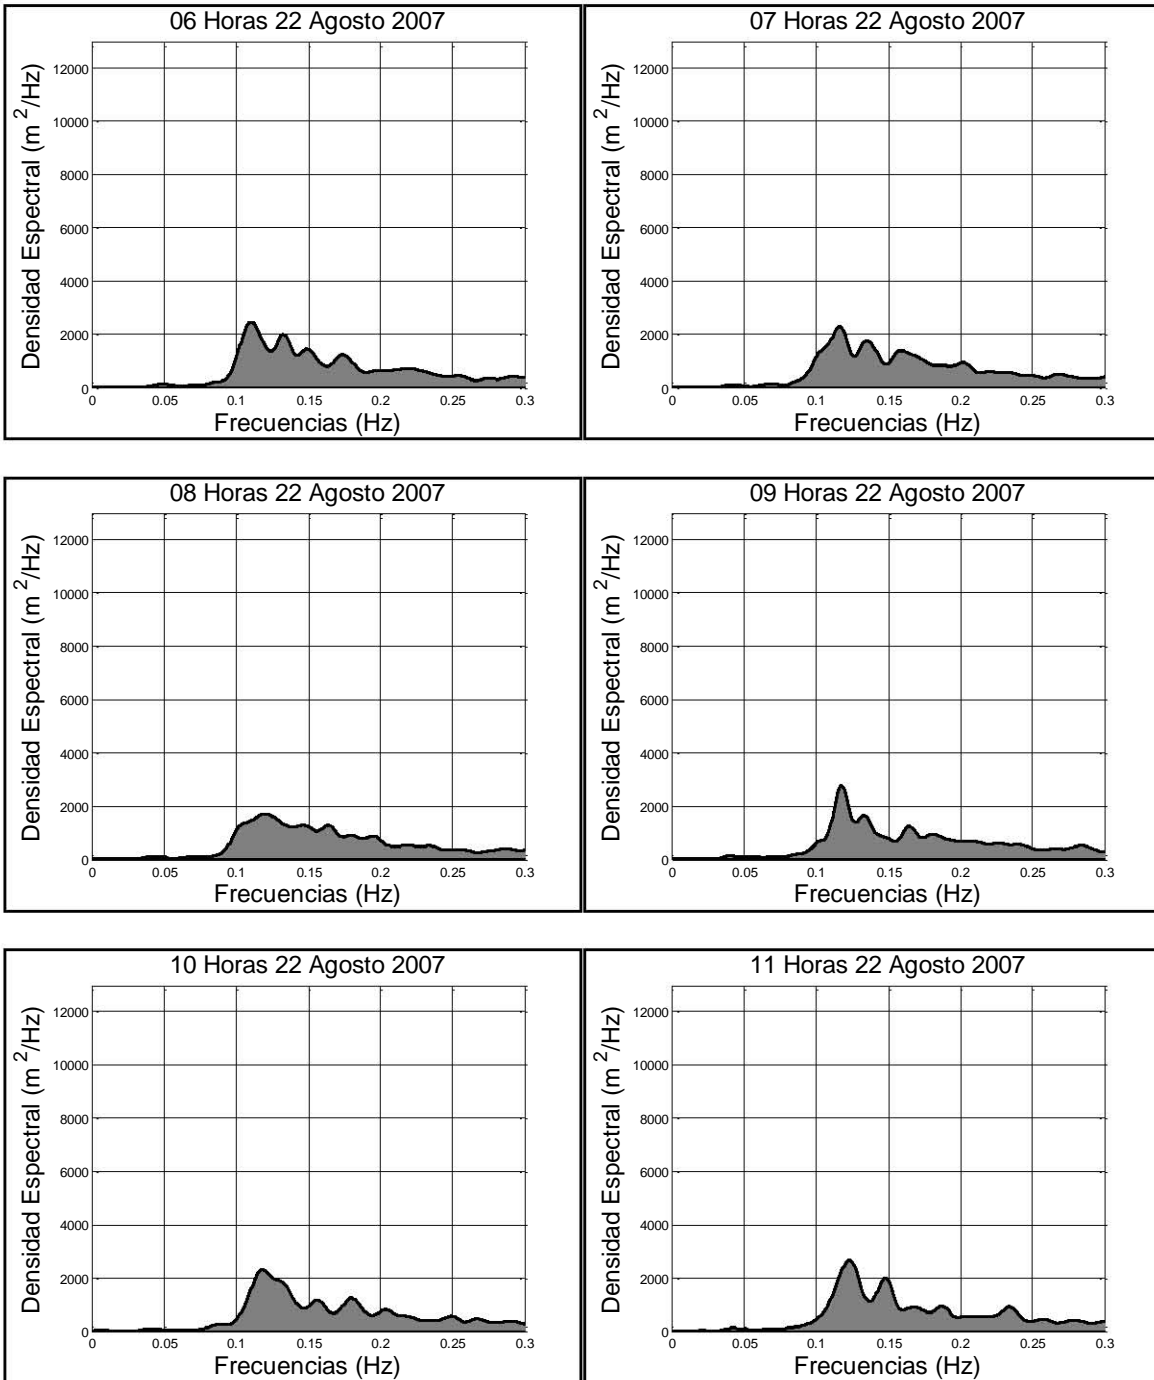 06 Horas 22 Agosto 2007
Densidad Espectral (m 2/Hz)
12000
10000
8000
6000
4000
2000
0
0 0.05 0.1 0.15 0.2 0.25 0.3
Frecuencias (Hz)
07 Horas 22 Agosto 2007
Densidad Espectral (m 2/Hz)
12000
10000
8000
6000
4000
2000
0
0 0.05 0.1 0.15 0.2 0.25 0.3
Frecuencias (Hz)
08 Horas 22 Agosto 2007
Densidad Espectral (m 2/Hz)
12000
10000
8000
6000
4000
2000
0
0 0.05 0.1 0.15 0.2 0.25 0.3
Frecuencias (Hz)
09 Horas 22 Agosto 2007
Densidad Espectral (m 2/Hz)
12000
10000
8000
6000
4000
2000
0
0 0.05 0.1 0.15 0.2 0.25 0.3
Frecuencias (Hz)
10 Horas 22 Agosto 2007
Densidad Espectral (m 2/Hz)
12000
10000
8000
6000
4000
2000
0
0 0.05 0.1 0.15 0.2 0.25 0.3
Frecuencias (Hz)
11 Horas 22 Agosto 2007
Densidad Espectral (m 2/Hz)
12000
10000
8000
6000
4000
2000
0
0 0.05 0.1 0.15 0.2 0.25 0.3
Frecuencias (Hz)